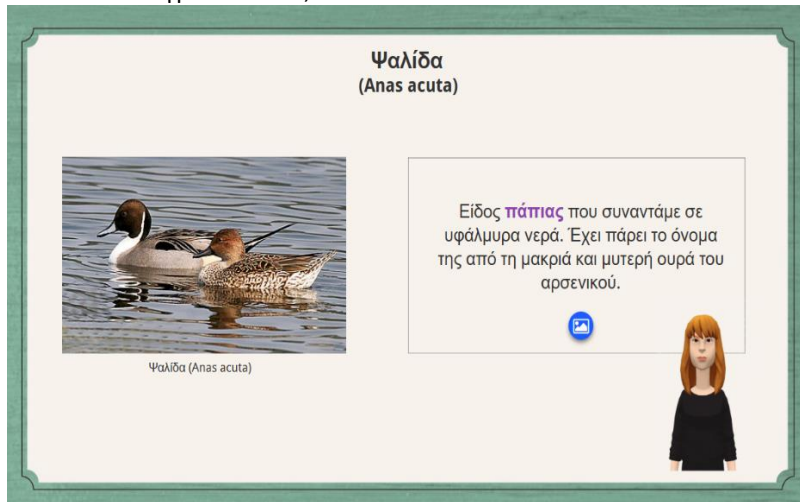 Ψαλίδα
(Anas acuta)
Είδος πάπιας που συναντάμε σε
υφάλμυρα νερά. Έχει πάρει το όνομα
της από τη μακριά και μυτερή ουρά του
αρσενικού.
Ψαλίδα (Anas acuta)